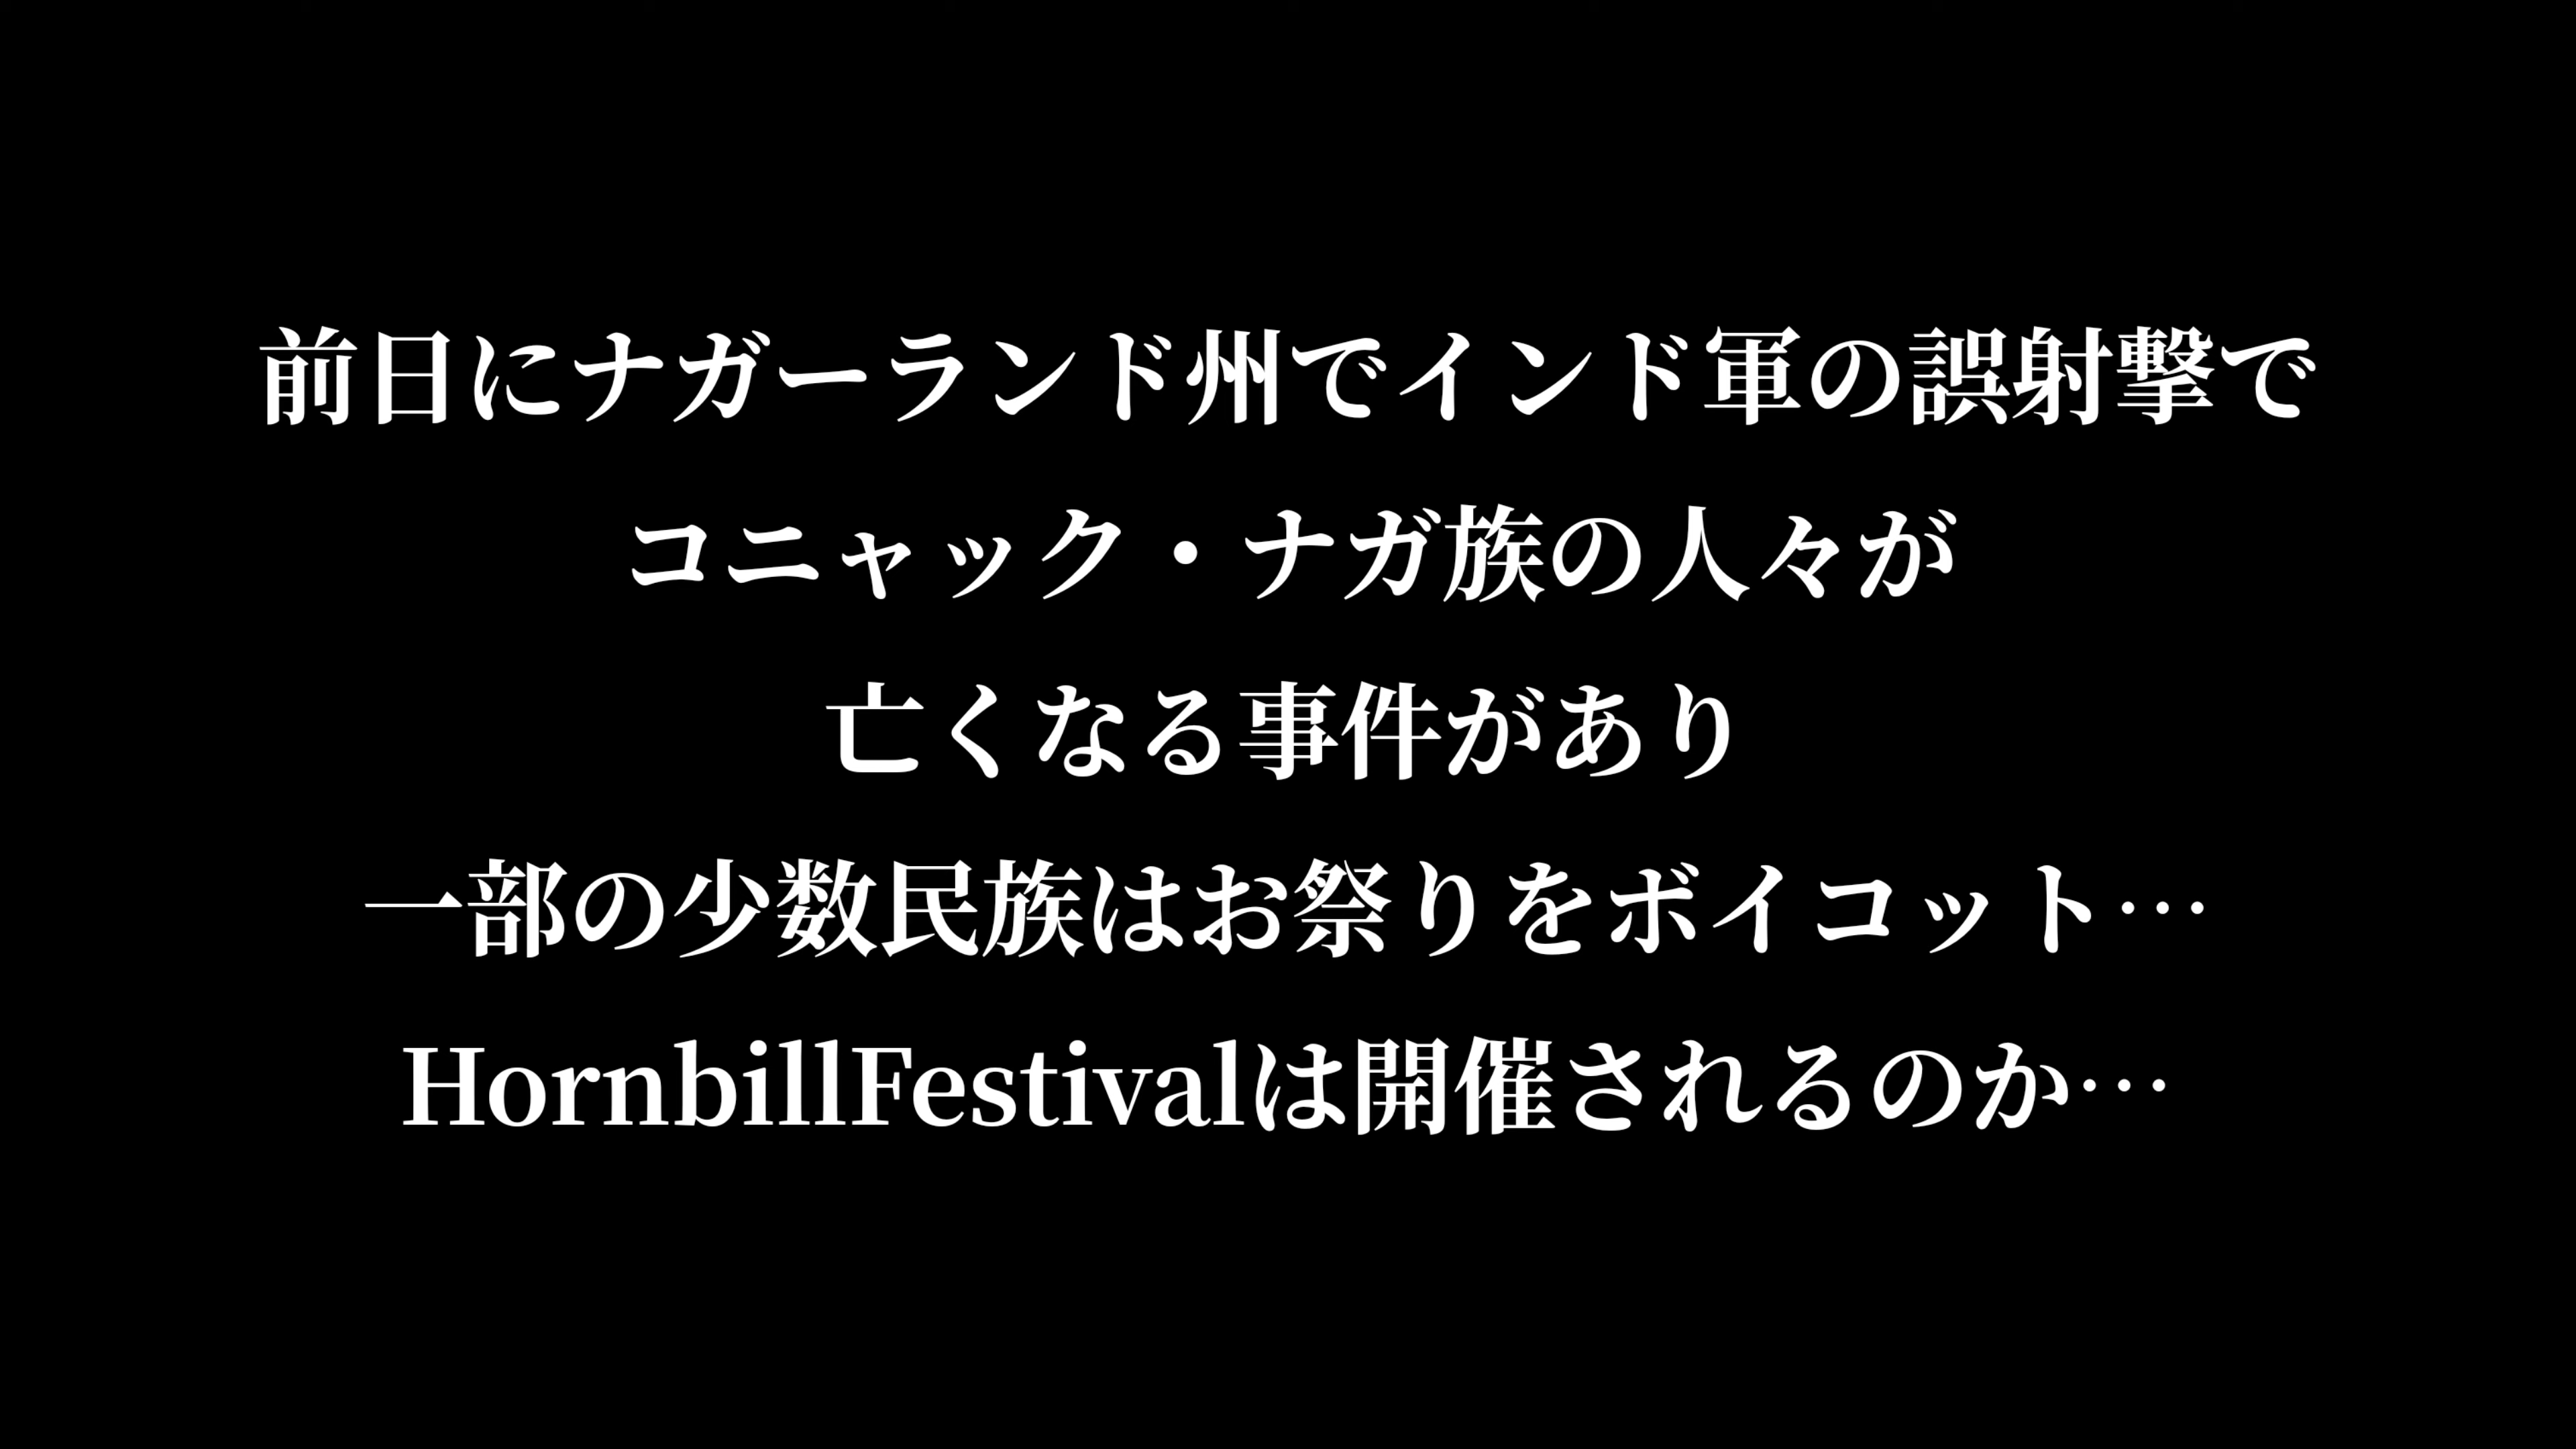 前日にナガーランド州でインド軍の誤射撃で
コニャック・ナガ族の人々が
亡くなる事件があり
一部の少数民族はお祭りをボイコット…
HornbillFestivalは開催されるのか…